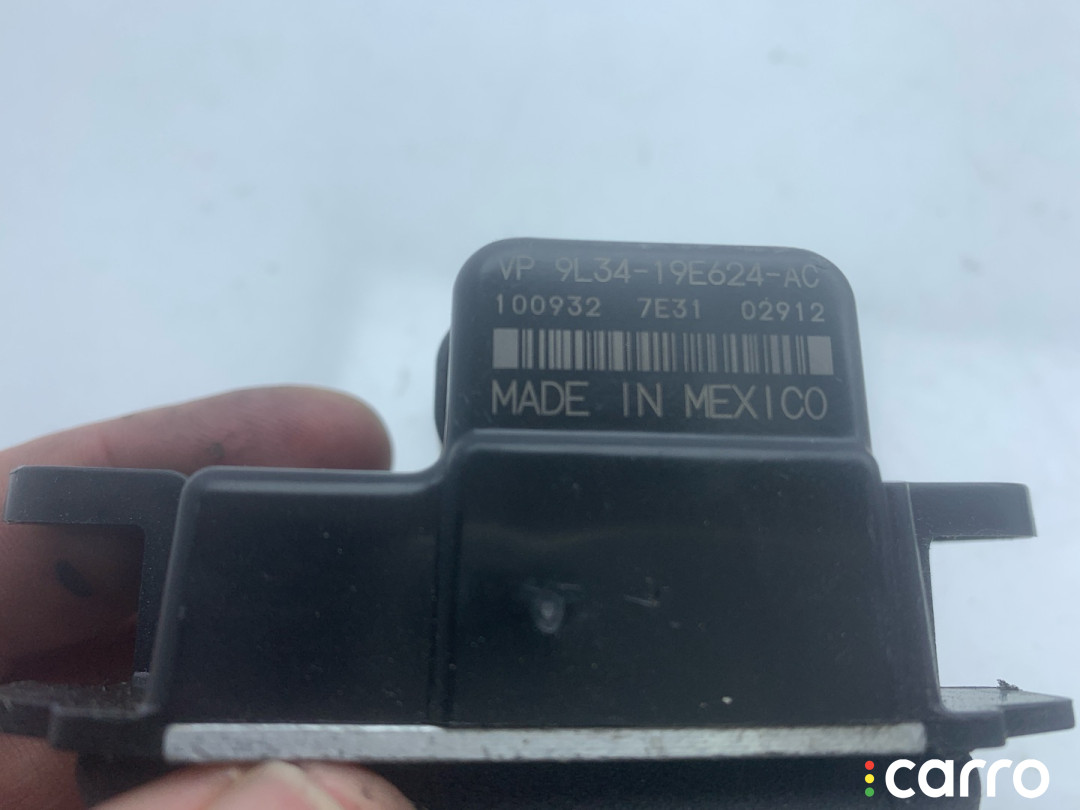 VP 9L34-19E624-AC
100932 7E31 02912
MADE IN MEXICO
carro